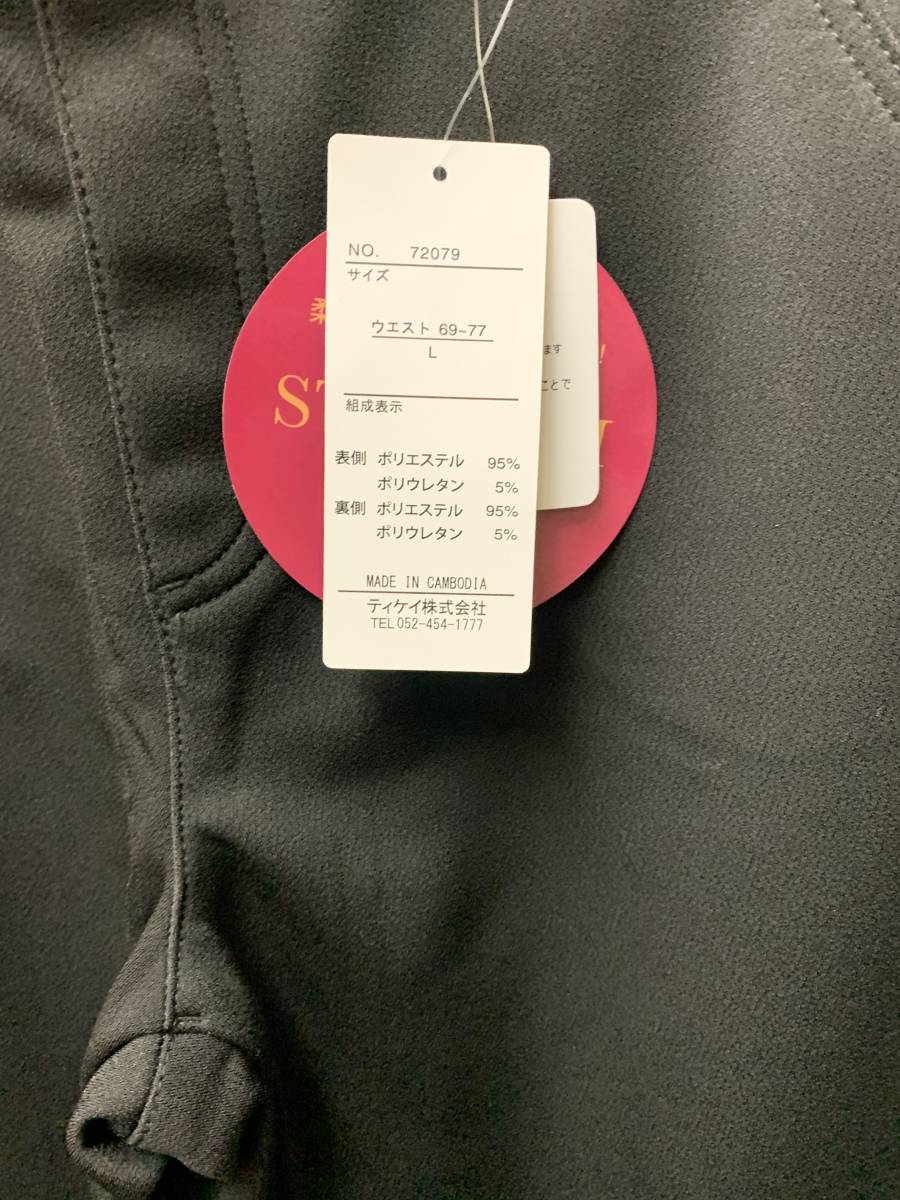 NO. 72079
サイズ
ウエスト 69~77
L
組成表示
表側 ポリエステル 95%
ポリウレタン 5%
裏側 ポリエステル 95%
ポリウレタン 5%
MADE IN CAMBODIA
ティケイ株式会社
TEL 052-454-1777
柔
!
ST
ます
ことで